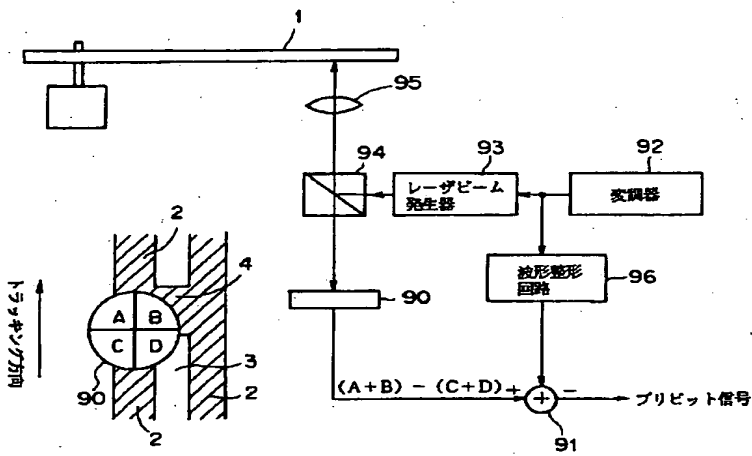 1
95
94
93
92
レーザビーム
発生器
変調器
2
4
波形整形
回路
96
トラッキング方向
A B
C D
90
3
90
2
2
(A+B)-(C+D)
+
+
-
プリピット信号
91